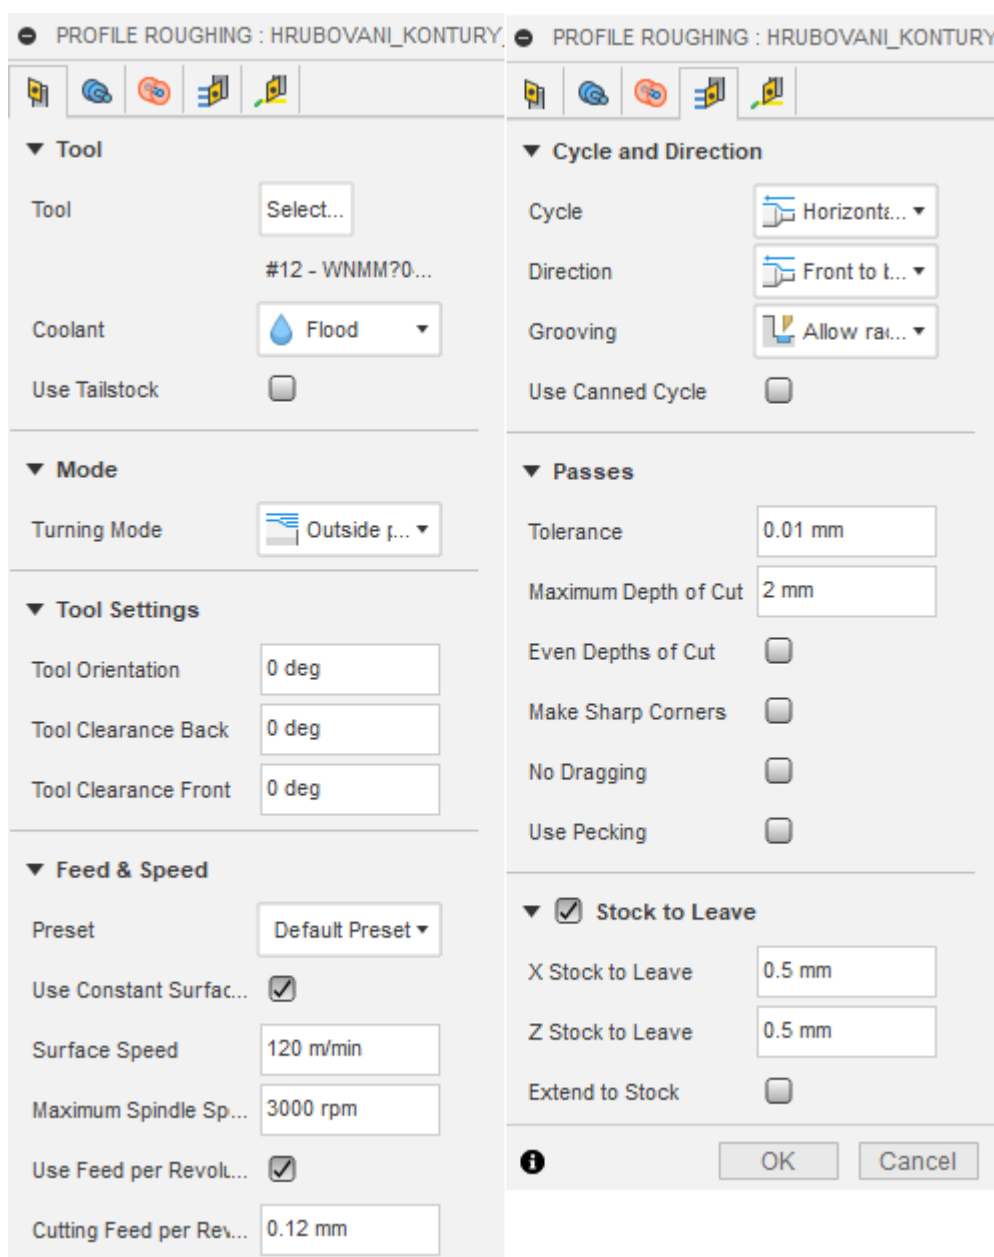 PROFILE ROUGHING : HRUBOVANI_KONTURY_
Tool
Tool Select...
#12 - WNMM?0...
Coolant Flood
Use Tailstock
Mode
Turning Mode Outside p...
Tool Settings
Tool Orientation 0 deg
Tool Clearance Back 0 deg
Tool Clearance Front 0 deg
Feed & Speed
Preset Default Preset
Use Constant Surfac...
Surface Speed 120 m/min
Maximum Spindle Sp... 3000 rpm
Use Feed per Revolu...
Cutting Feed per Rev... 0.12 mm
PROFILE ROUGHING : HRUBOVANI_KONTURY
Cycle and Direction
Cycle Horizonta...
Direction Front to b...
Grooving Allow rad...
Use Canned Cycle
Passes
Tolerance 0.01 mm
Maximum Depth of Cut 2 mm
Even Depths of Cut
Make Sharp Corners
No Dragging
Use Pecking
Stock to Leave
X Stock to Leave 0.5 mm
Z Stock to Leave 0.5 mm
Extend to Stock
OK Cancel